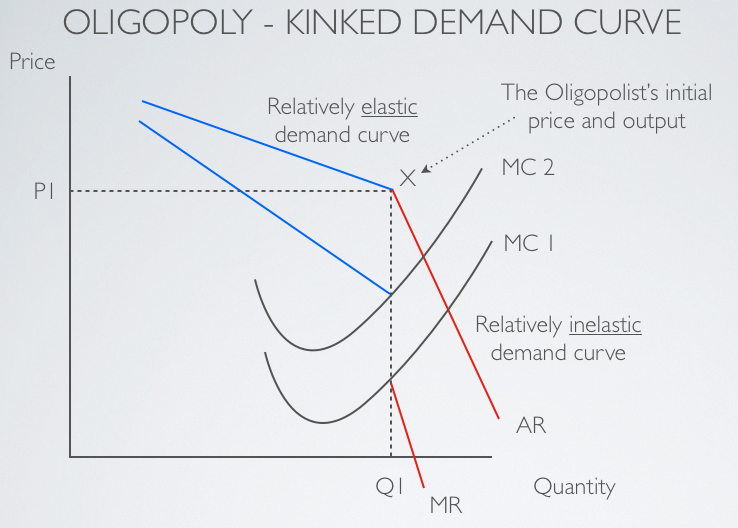 OLIGOPOLY - KINKED DEMAND CURVE
Price
Relatively elastic
demand curve
The Oligopolist's initial
price and output
X
MC 2
P1
MC 1
Relatively inelastic
demand curve
AR
Q1
Quantity
MR